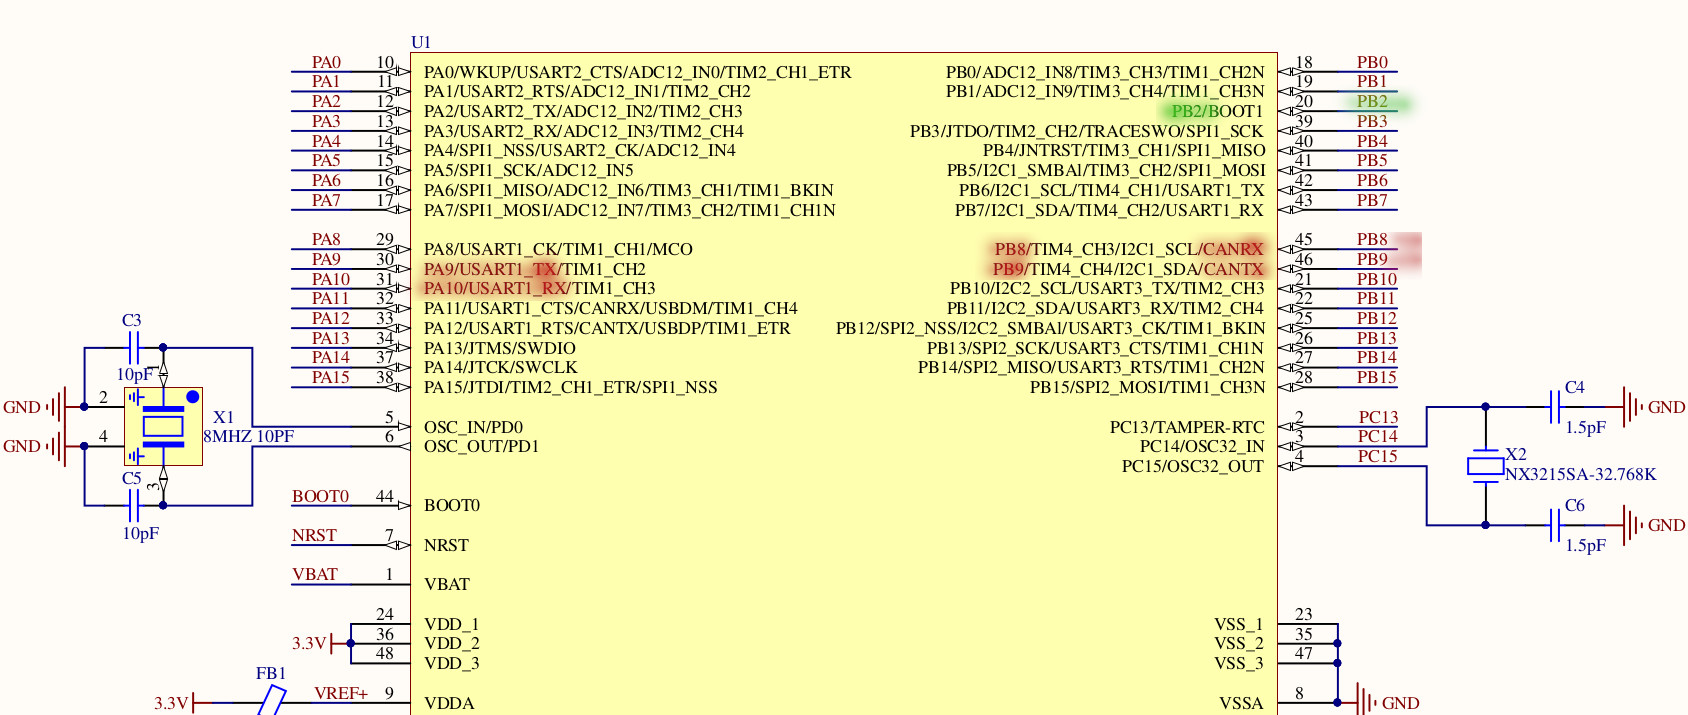 U1
PA0 10 PA0/WKUP/USART2_CTS/ADC12_IN0/TIM2_CH1_ETR PB0/ADC12_IN8/TIM3_CH3/TIM1_CH2N 18 PB0
PA1 11 PA1/USART2_RTS/ADC12_IN1/TIM2_CH2 PB1/ADC12_IN9/TIM3_CH4/TIM1_CH3N 19 PB1
PA2 12 PA2/USART2_TX/ADC12_IN2/TIM2_CH3 PB2/BOOT1 20 PB2
PA3 13 PA3/USART2_RX/ADC12_IN3/TIM2_CH4 PB3/JTDO/TIM2_CH2/TRACESWO/SPI1_SCK 39 PB3
PA4 14 PA4/SPI1_NSS/USART2_CK/ADC12_IN4 PB4/JNTRST/TIM3_CH1/SPI1_MISO 40 PB4
PA5 15 PA5/SPI1_SCK/ADC12_IN5 PB5/I2C1_SMBAl/TIM3_CH2/SPI1_MOSI 41 PB5
PA6 16 PA6/SPI1_MISO/ADC12_IN6/TIM3_CH1/TIM1_BKIN PB6/I2C1_SCL/TIM4_CH1/USART1_TX 42 PB6
PA7 17 PA7/SPI1_MOSI/ADC12_IN7/TIM3_CH2/TIM1_CH1N PB7/I2C1_SDA/TIM4_CH2/USART1_RX 43 PB7
PA8 29 PA8/USART1_CK/TIM1_CH1/MCO PB8/TIM4_CH3/I2C1_SCL/CANRX 45 PB8
PA9 30 PA9/USART1_TX/TIM1_CH2 PB9/TIM4_CH4/I2C1_SDA/CANTX 46 PB9
PA10 31 PA10/USART1_RX/TIM1_CH3 PB10/I2C2_SCL/USART3_TX/TIM2_CH3 21 PB10
PA11 32 PA11/USART1_CTS/CANRX/USBDM/TIM1_CH4 PB11/I2C2_SDA/USART3_RX/TIM2_CH4 22 PB11
PA12 33 PA12/USART1_RTS/CANTX/USBDP/TIM1_ETR PB12/SPI2_NSS/I2C2_SMBAl/USART3_CK/TIM1_BKIN 25 PB12
PA13 34 PA13/JTMS/SWDIO PB13/SPI2_SCK/USART3_CTS/TIM1_CH1N 26 PB13
PA14 37 PA14/JTCK/SWCLK PB14/SPI2_MISO/USART3_RTS/TIM1_CH2N 27 PB14
PA15 38 PA15/JTDI/TIM2_CH1_ETR/SPI1_NSS PB15/SPI2_MOSI/TIM1_CH3N 28 PB15
C3
10pF 1
GND 2
GND 4
X1
8MHZ 10PF
C5
3
10pF
5 OSC_IN/PD0 PC13/TAMPER-RTC 2 PC13
6 OSC_OUT/PD1 PC14/OSC32_IN 3 PC14
PC15/OSC32_OUT 4 PC15
C4
GND
1.5pF
X2
NX3215SA-32.768K
C6
GND
1.5pF
BOOT0 44 BOOT0
NRST 7 NRST
VBAT 1 VBAT
24 VDD_1 VSS_1 23
3.3V 36 VDD_2 VSS_2 35
48 VDD_3 VSS_3 47
FB1
3.3V VREF+ 9 VDDA VSSA 8 GND